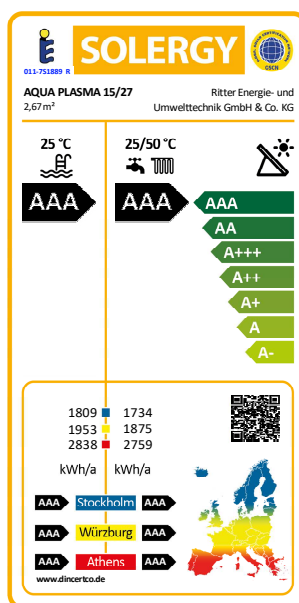 SOLERGY
011-7S1889 R
GSCN
AQUA PLASMA 15/27
2,67 m²
Ritter Energie- und
Umwelttechnik GmbH & Co. KG
25 °C
25/50 °C
AAA
AAA
AAA
AA
A+++
A++
A+
A
A-
1809 1734
1953 1875
2838 2759
kWh/a kWh/a
AAA Stockholm AAA
AAA Würzburg AAA
AAA Athens AAA
www.dincertco.de